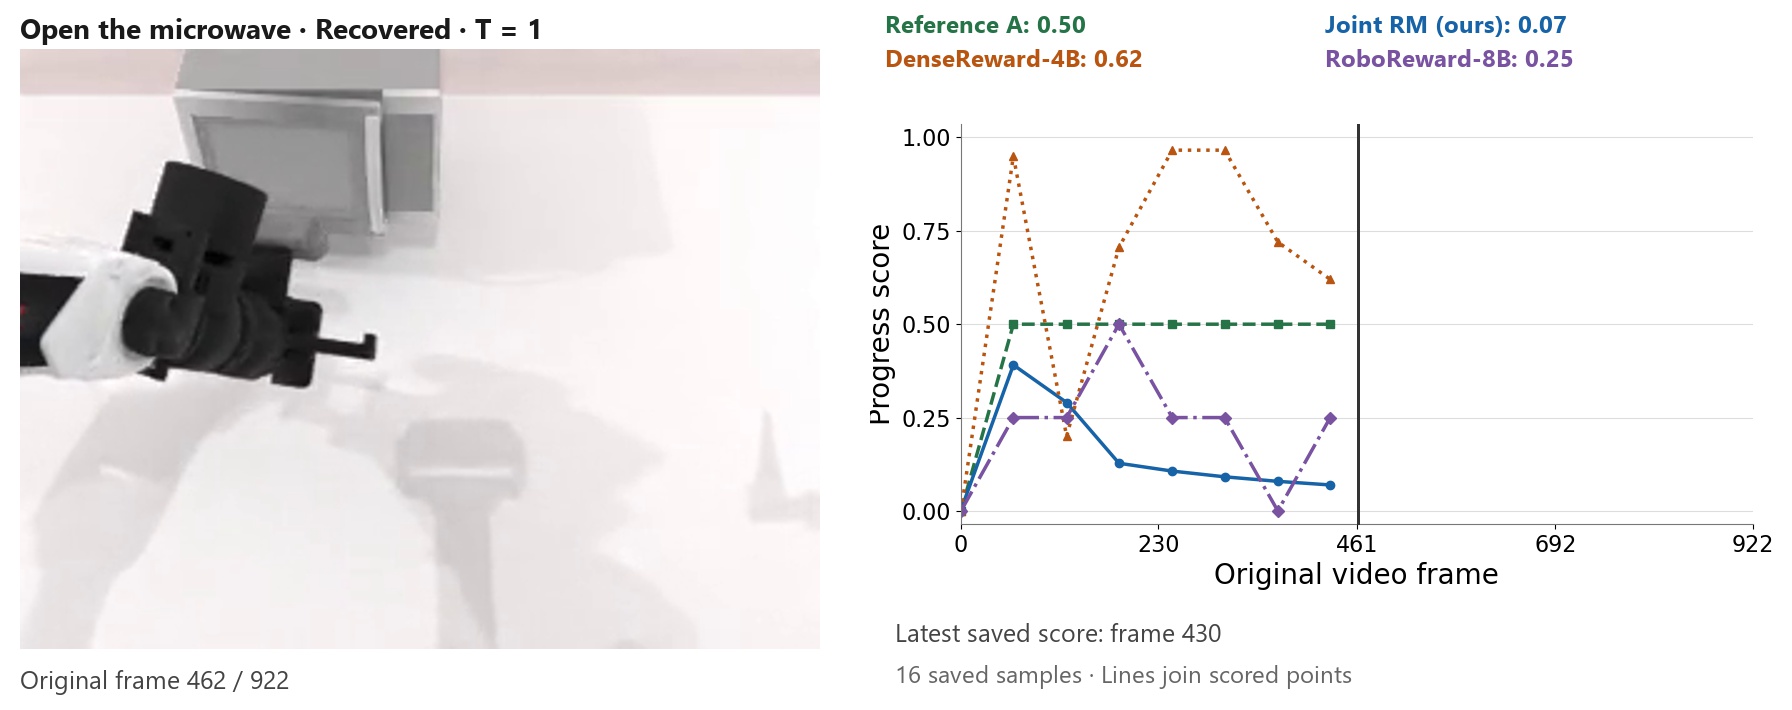 Open the microwave · Recovered · T = 1
Reference A: 0.50
Joint RM (ours): 0.07
DenseReward-4B: 0.62
RoboReward-8B: 0.25
1.00
0.75
0.50
0.25
0.00
Progress score
0
230
461
692
922
Original video frame
Latest saved score: frame 430
16 saved samples · Lines join scored points
Original frame 462 / 922